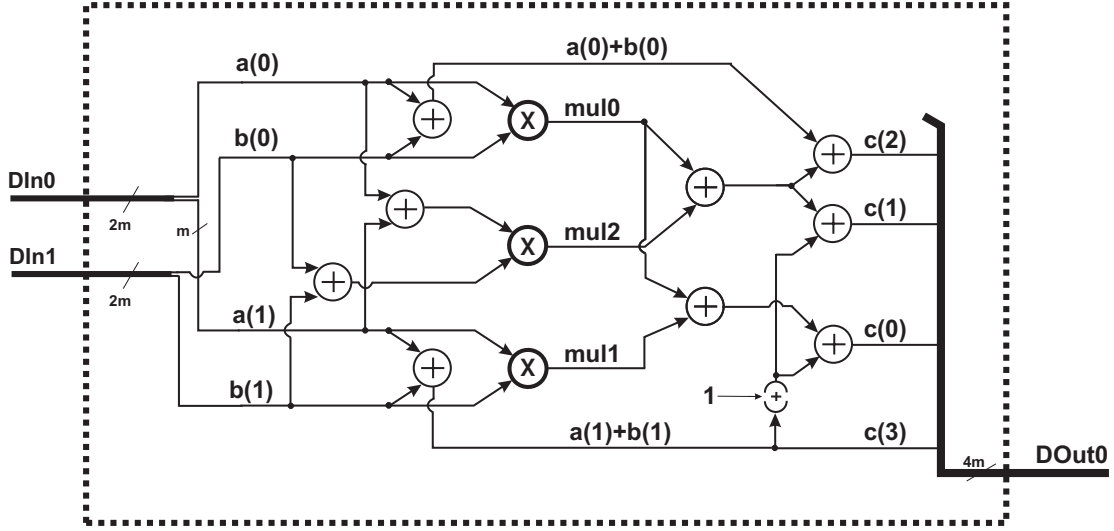 a(0)+b(0)
a(0)
X
mul0
b(0)
c(2)
DIn0
2m
m
c(1)
X
mul2
DIn1
2m
a(1)
c(0)
X
mul1
b(1)
1
a(1)+b(1)
c(3)
4m
DOut0